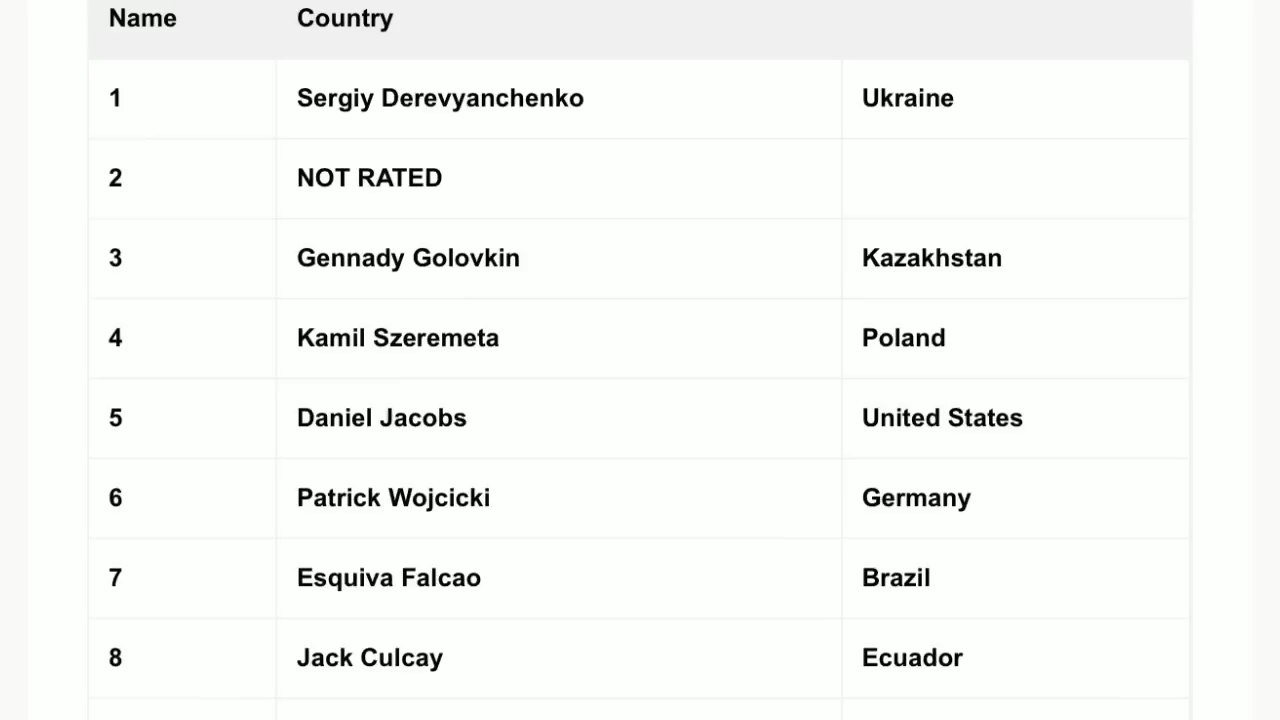 Name Country
1 Sergiy Derevyanchenko Ukraine
2 NOT RATED
3 Gennady Golovkin Kazakhstan
4 Kamil Szeremeta Poland
5 Daniel Jacobs United States
6 Patrick Wojcicki Germany
7 Esquiva Falcao Brazil
8 Jack Culcay Ecuador